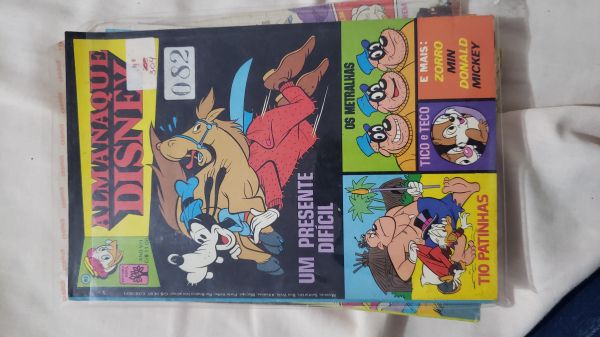 ALMANAQUE
DISNEY
082
UM PRESENTE
DIFÍCIL
OS METRALHAS
E MAIS:
ZORRO
MIN
DONALD
MICKEY
TICO e TECO
TIO PATINHAS